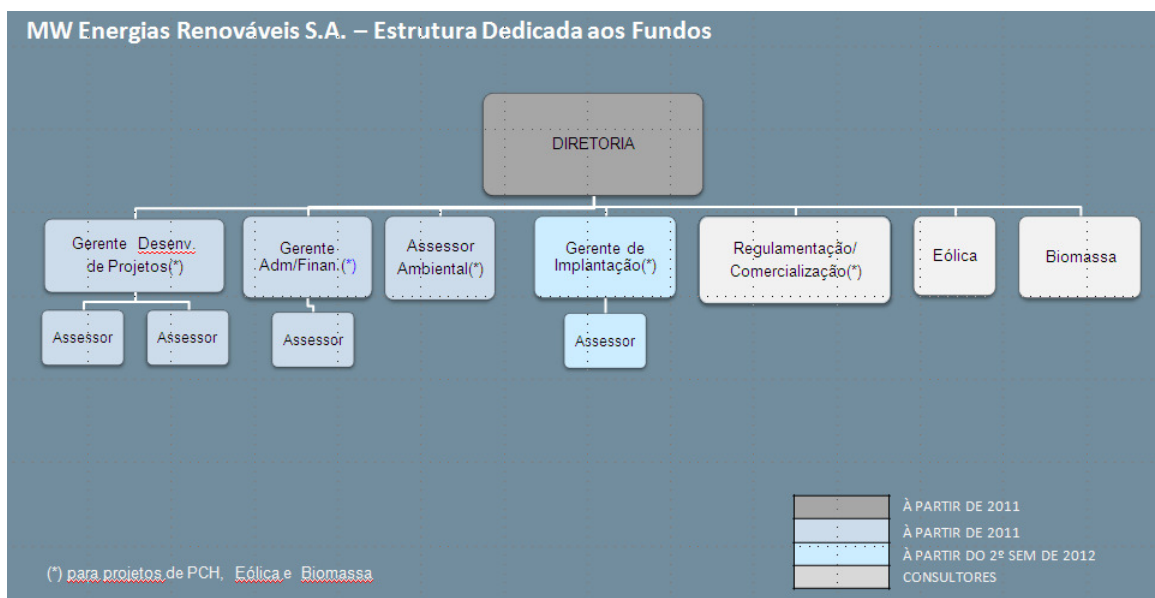 MW Energias Renováveis S.A. – Estrutura Dedicada aos Fundos
DIRETORIA
Gerente Desenv.
de Projetos(*)
Gerente
Adm/Finan.(*)
Assessor
Ambiental(*)
Gerente de
Implantação(*)
Regulamentação/
Comercialização(*)
Eólica
Biomassa
Assessor
Assessor
Assessor
Assessor
À PARTIR DE 2011
À PARTIR DE 2011
À PARTIR DO 2º SEM DE 2012
CONSULTORES
(*) para projetos de PCH, Eólica e Biomassa